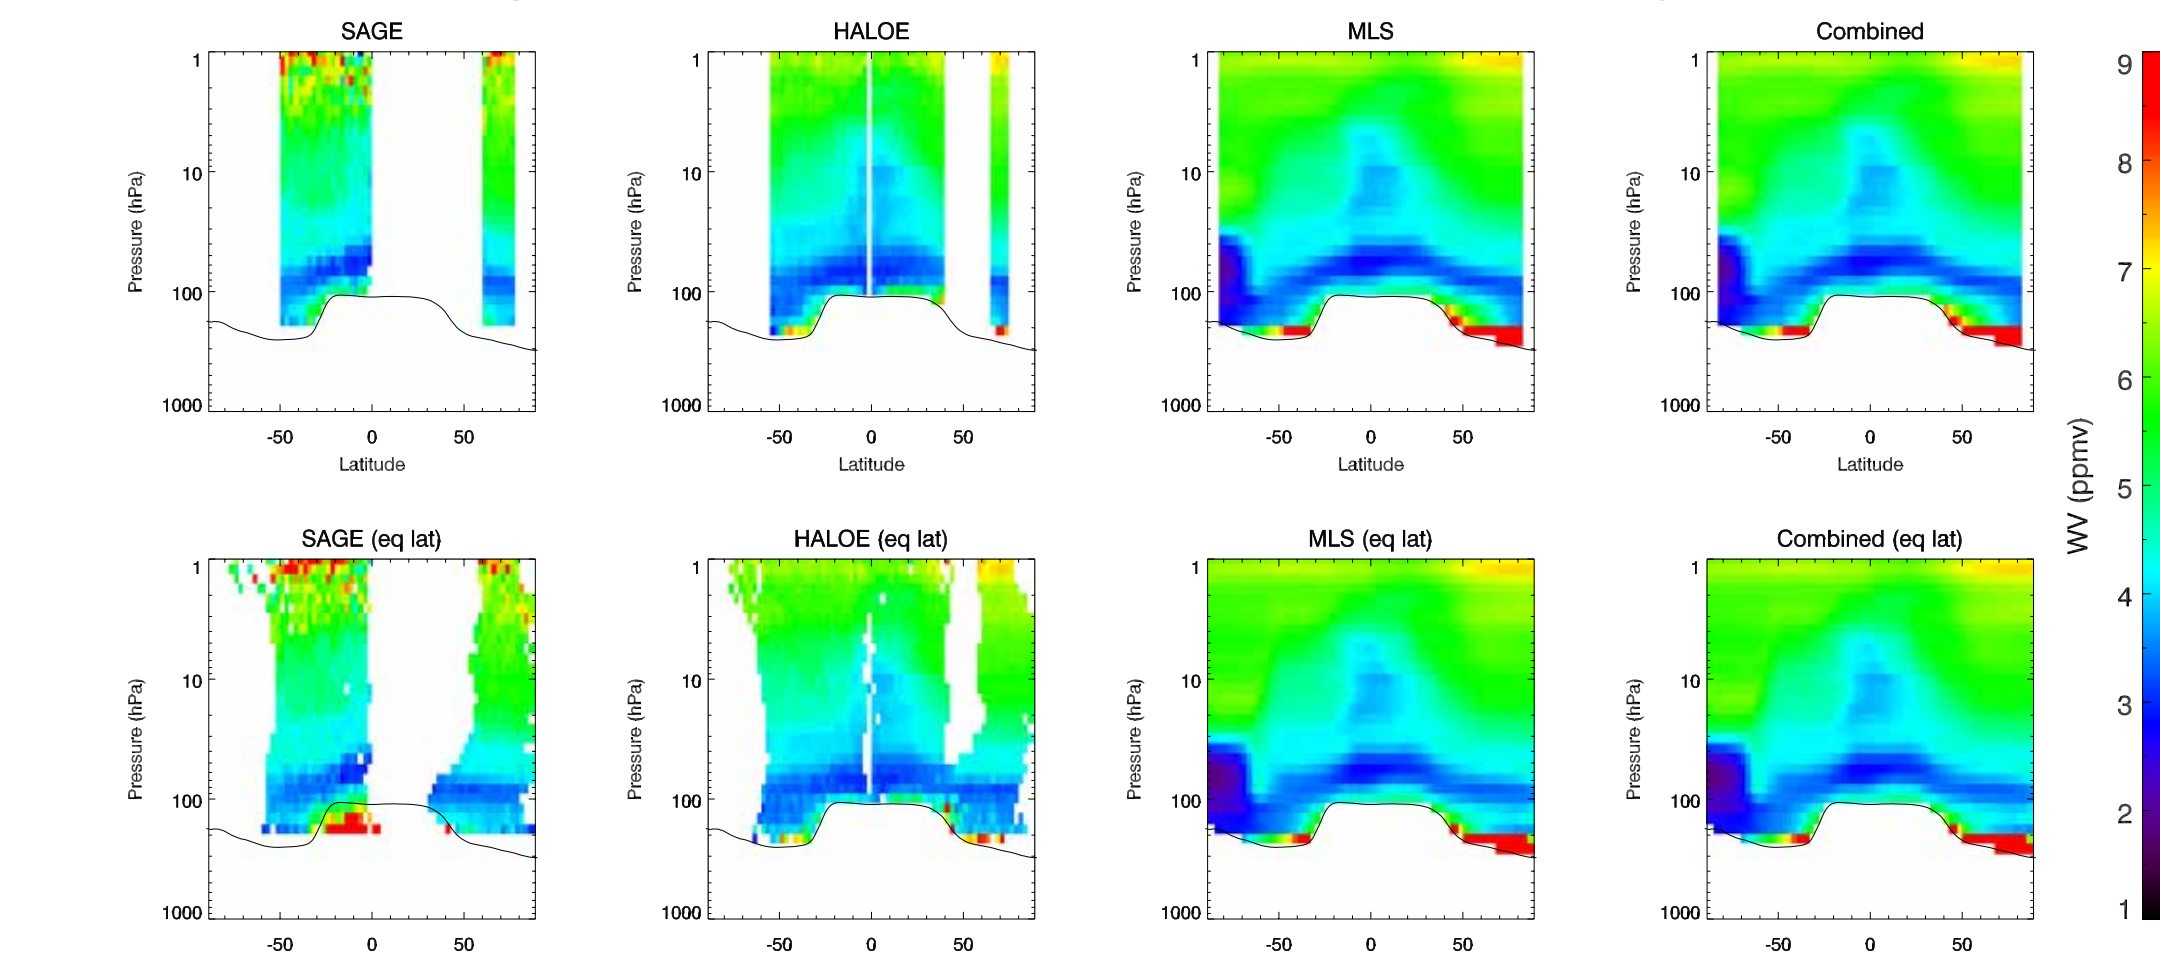 SAGE
HALOE
MLS
Combined
1
10
100
1000
Pressure (hPa)
-50 0 50
Latitude
1
10
100
1000
Pressure (hPa)
-50 0 50
Latitude
1
10
100
1000
Pressure (hPa)
-50 0 50
Latitude
1
10
100
1000
Pressure (hPa)
-50 0 50
Latitude
SAGE (eq lat)
HALOE (eq lat)
MLS (eq lat)
Combined (eq lat)
1
10
100
1000
Pressure (hPa)
-50 0 50
1
10
100
1000
Pressure (hPa)
-50 0 50
1
10
100
1000
Pressure (hPa)
-50 0 50
1
10
100
1000
Pressure (hPa)
-50 0 50
WV (ppmv)
9
8
7
6
5
4
3
2
1